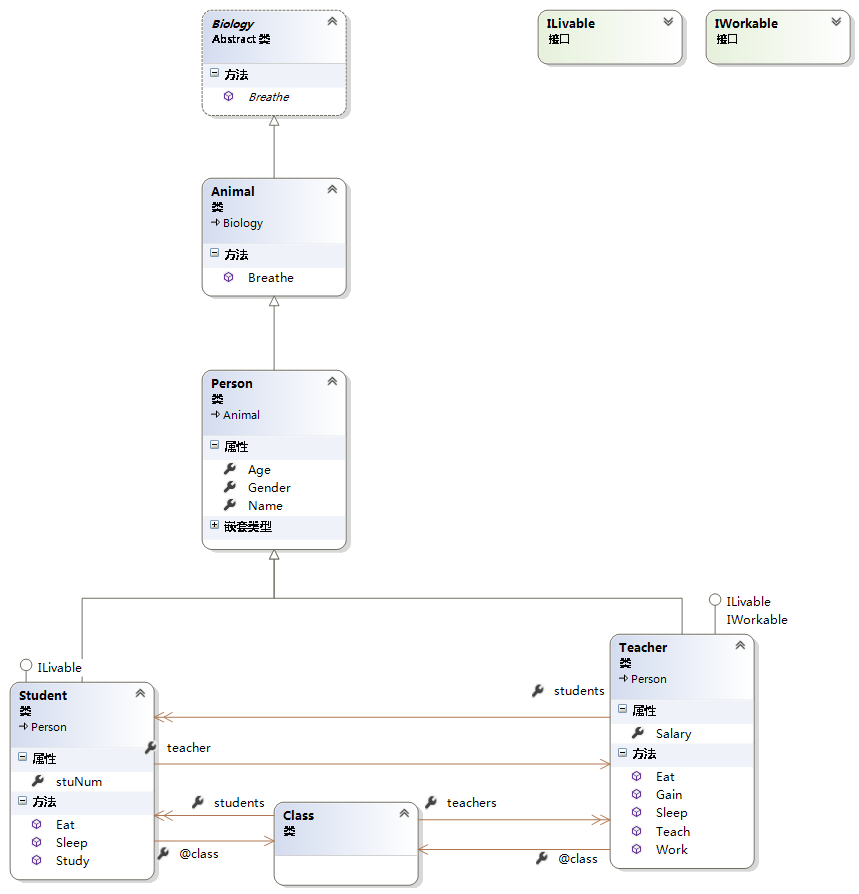 Biology
Abstract 类
方法
Breathe
ILivable
接口
IWorkable
接口
Animal
类
Biology
方法
Breathe
Person
类
Animal
属性
Age
Gender
Name
嵌套类型
ILivable
IWorkable
ILivable
Student
类
Person
属性
stuNum
方法
Eat
Sleep
Study
students
teacher
Teacher
类
Person
属性
Salary
方法
Eat
Gain
Sleep
Teach
Work
students
@class
Class
类
teachers
@class